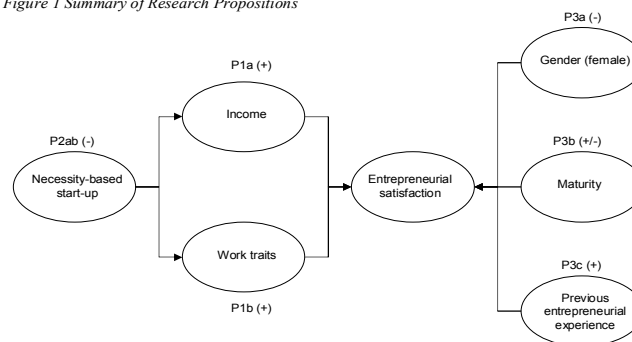 Figure 1 Summary of Research Propositions
P1a (+)
Income
P2ab (-)
Necessity-based
start-up
Work traits
P1b (+)
Entrepreneurial
satisfaction
P3a (-)
Gender (female)
P3b (+/-)
Maturity
P3c (+)
Previous
entrepreneurial
experience